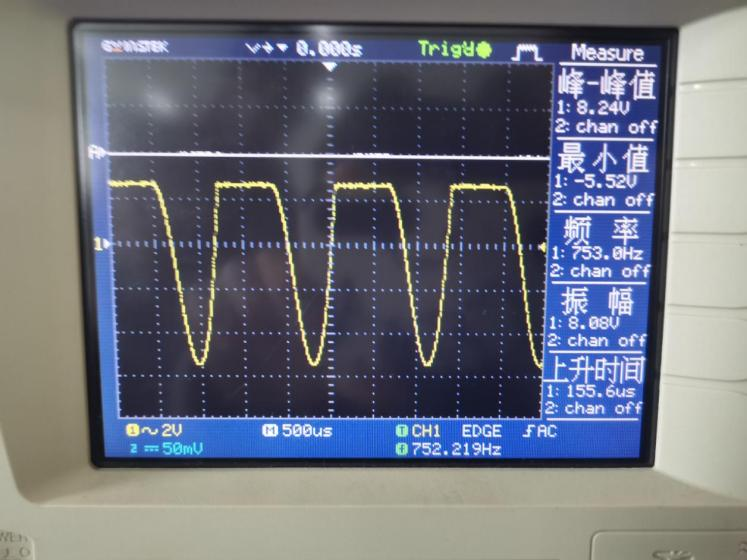 GWINSTEK
0.000s
Trig'd
Measure
峰-峰值
1: 8.24V
2: chan off
最小值
1: -5.52V
2: chan off
频率
1: 753.0Hz
2: chan off
振幅
1: 8.08V
2: chan off
上升时间
1: 155.6us
2: chan off
1
1 ~ 2V
M 500us
T CH1 EDGE AC
2 50mV
752.219Hz